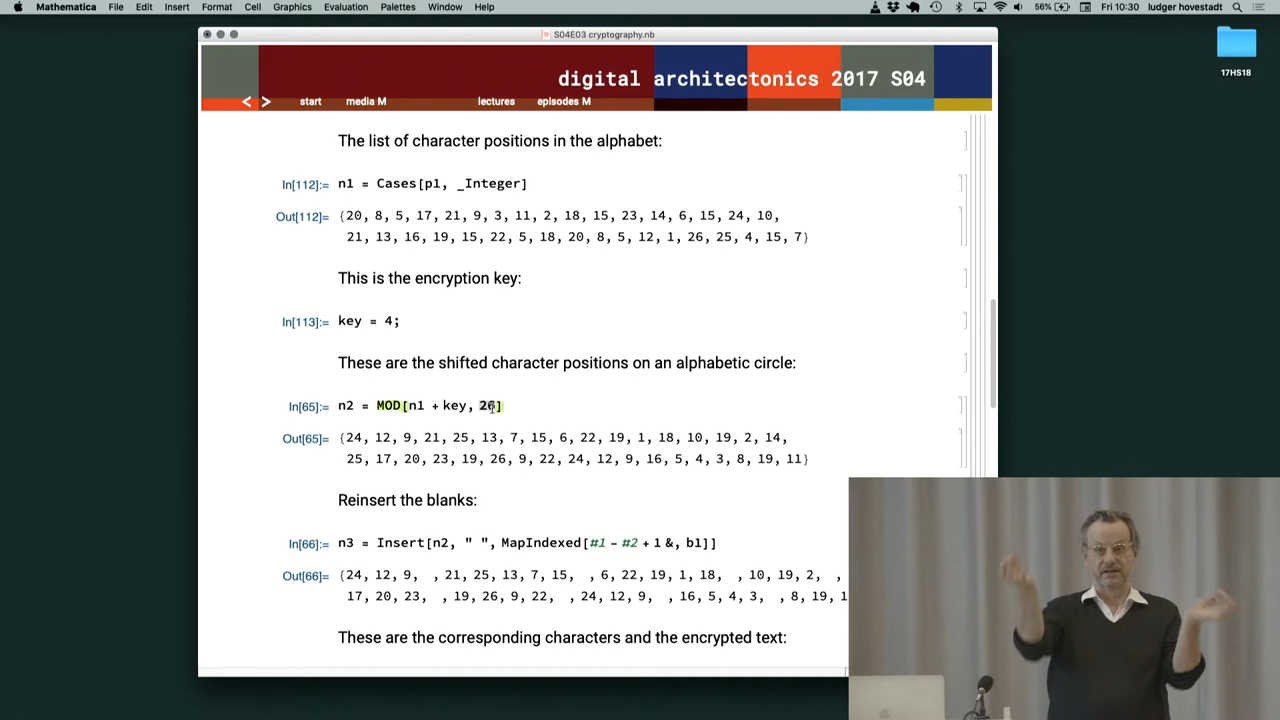 Mathematica File Edit Insert Format Cell Graphics Evaluation Palettes Window Help 56% Fri 10:30 ludger hovestadt
S04E03 cryptography.nb
17HS18
digital architectonics 2017 S04
< > start media M lectures episodes M
The list of character positions in the alphabet:
In[112]:= n1 = Cases[p1, _Integer]
Out[112]= {20, 8, 5, 17, 21, 9, 3, 11, 2, 18, 15, 23, 14, 6, 15, 24, 10,
21, 13, 16, 19, 15, 22, 5, 18, 20, 8, 5, 12, 1, 26, 25, 4, 15, 7}
This is the encryption key:
In[113]:= key = 4;
These are the shifted character positions on an alphabetic circle:
In[65]:= n2 = MOD[n1 + key, 26]
Out[65]= {24, 12, 9, 21, 25, 13, 7, 15, 6, 22, 19, 1, 18, 10, 19, 2, 14,
25, 17, 20, 23, 19, 26, 9, 22, 24, 12, 9, 16, 5, 4, 3, 8, 19, 11}
Reinsert the blanks:
In[66]:= n3 = Insert[n2, " ", MapIndexed[#1 - #2 + 1 &, b1]]
Out[66]= {24, 12, 9, , 21, 25, 13, 7, 15, , 6, 22, 19, 1, 18, , 10, 19, 2, ,
17, 20, 23, , 19, 26, 9, 22, , 24, 12, 9, , 16, 5, 4, 3, , 8, 19, 1
These are the corresponding characters and the encrypted text: